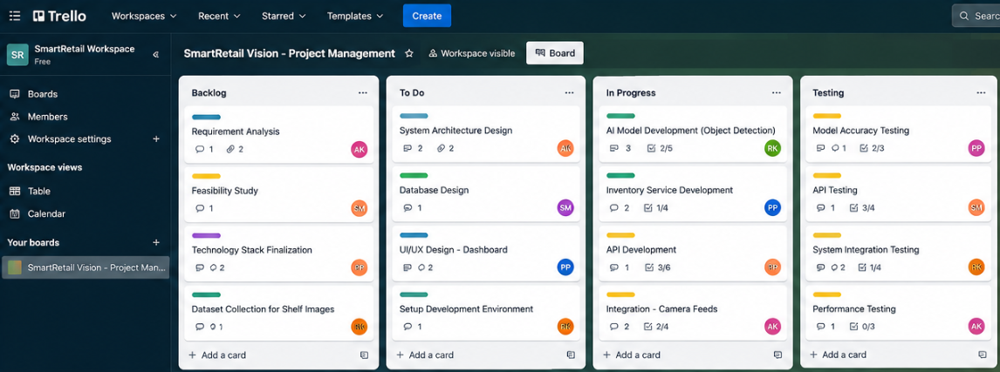 Trello
Workspaces
Recent
Starred
Templates
Create
Searc
SR
SmartRetail Workspace
Free
SmartRetail Vision - Project Management
Workspace visible
Board
Boards
Members
Workspace settings
Workspace views
Table
Calendar
Your boards
SmartRetail Vision - Project Man...
Backlog
Requirement Analysis
1 2 AK
Feasibility Study
1 SM
Technology Stack Finalization
2 PP
Dataset Collection for Shelf Images
1
+ Add a card
To Do
System Architecture Design
2 2 AK
Database Design
1 SM
UI/UX Design - Dashboard
2 PP
Setup Development Environment
1
+ Add a card
In Progress
AI Model Development (Object Detection)
3 2/5 RK
Inventory Service Development
2 1/4 PP
API Development
1 3/6 PP
Integration - Camera Feeds
2 2/4 AK
+ Add a card
Testing
Model Accuracy Testing
1 2/3 PP
API Testing
1 3/4 SM
System Integration Testing
2 1/4
Performance Testing
1 0/3 AK
+ Add a card